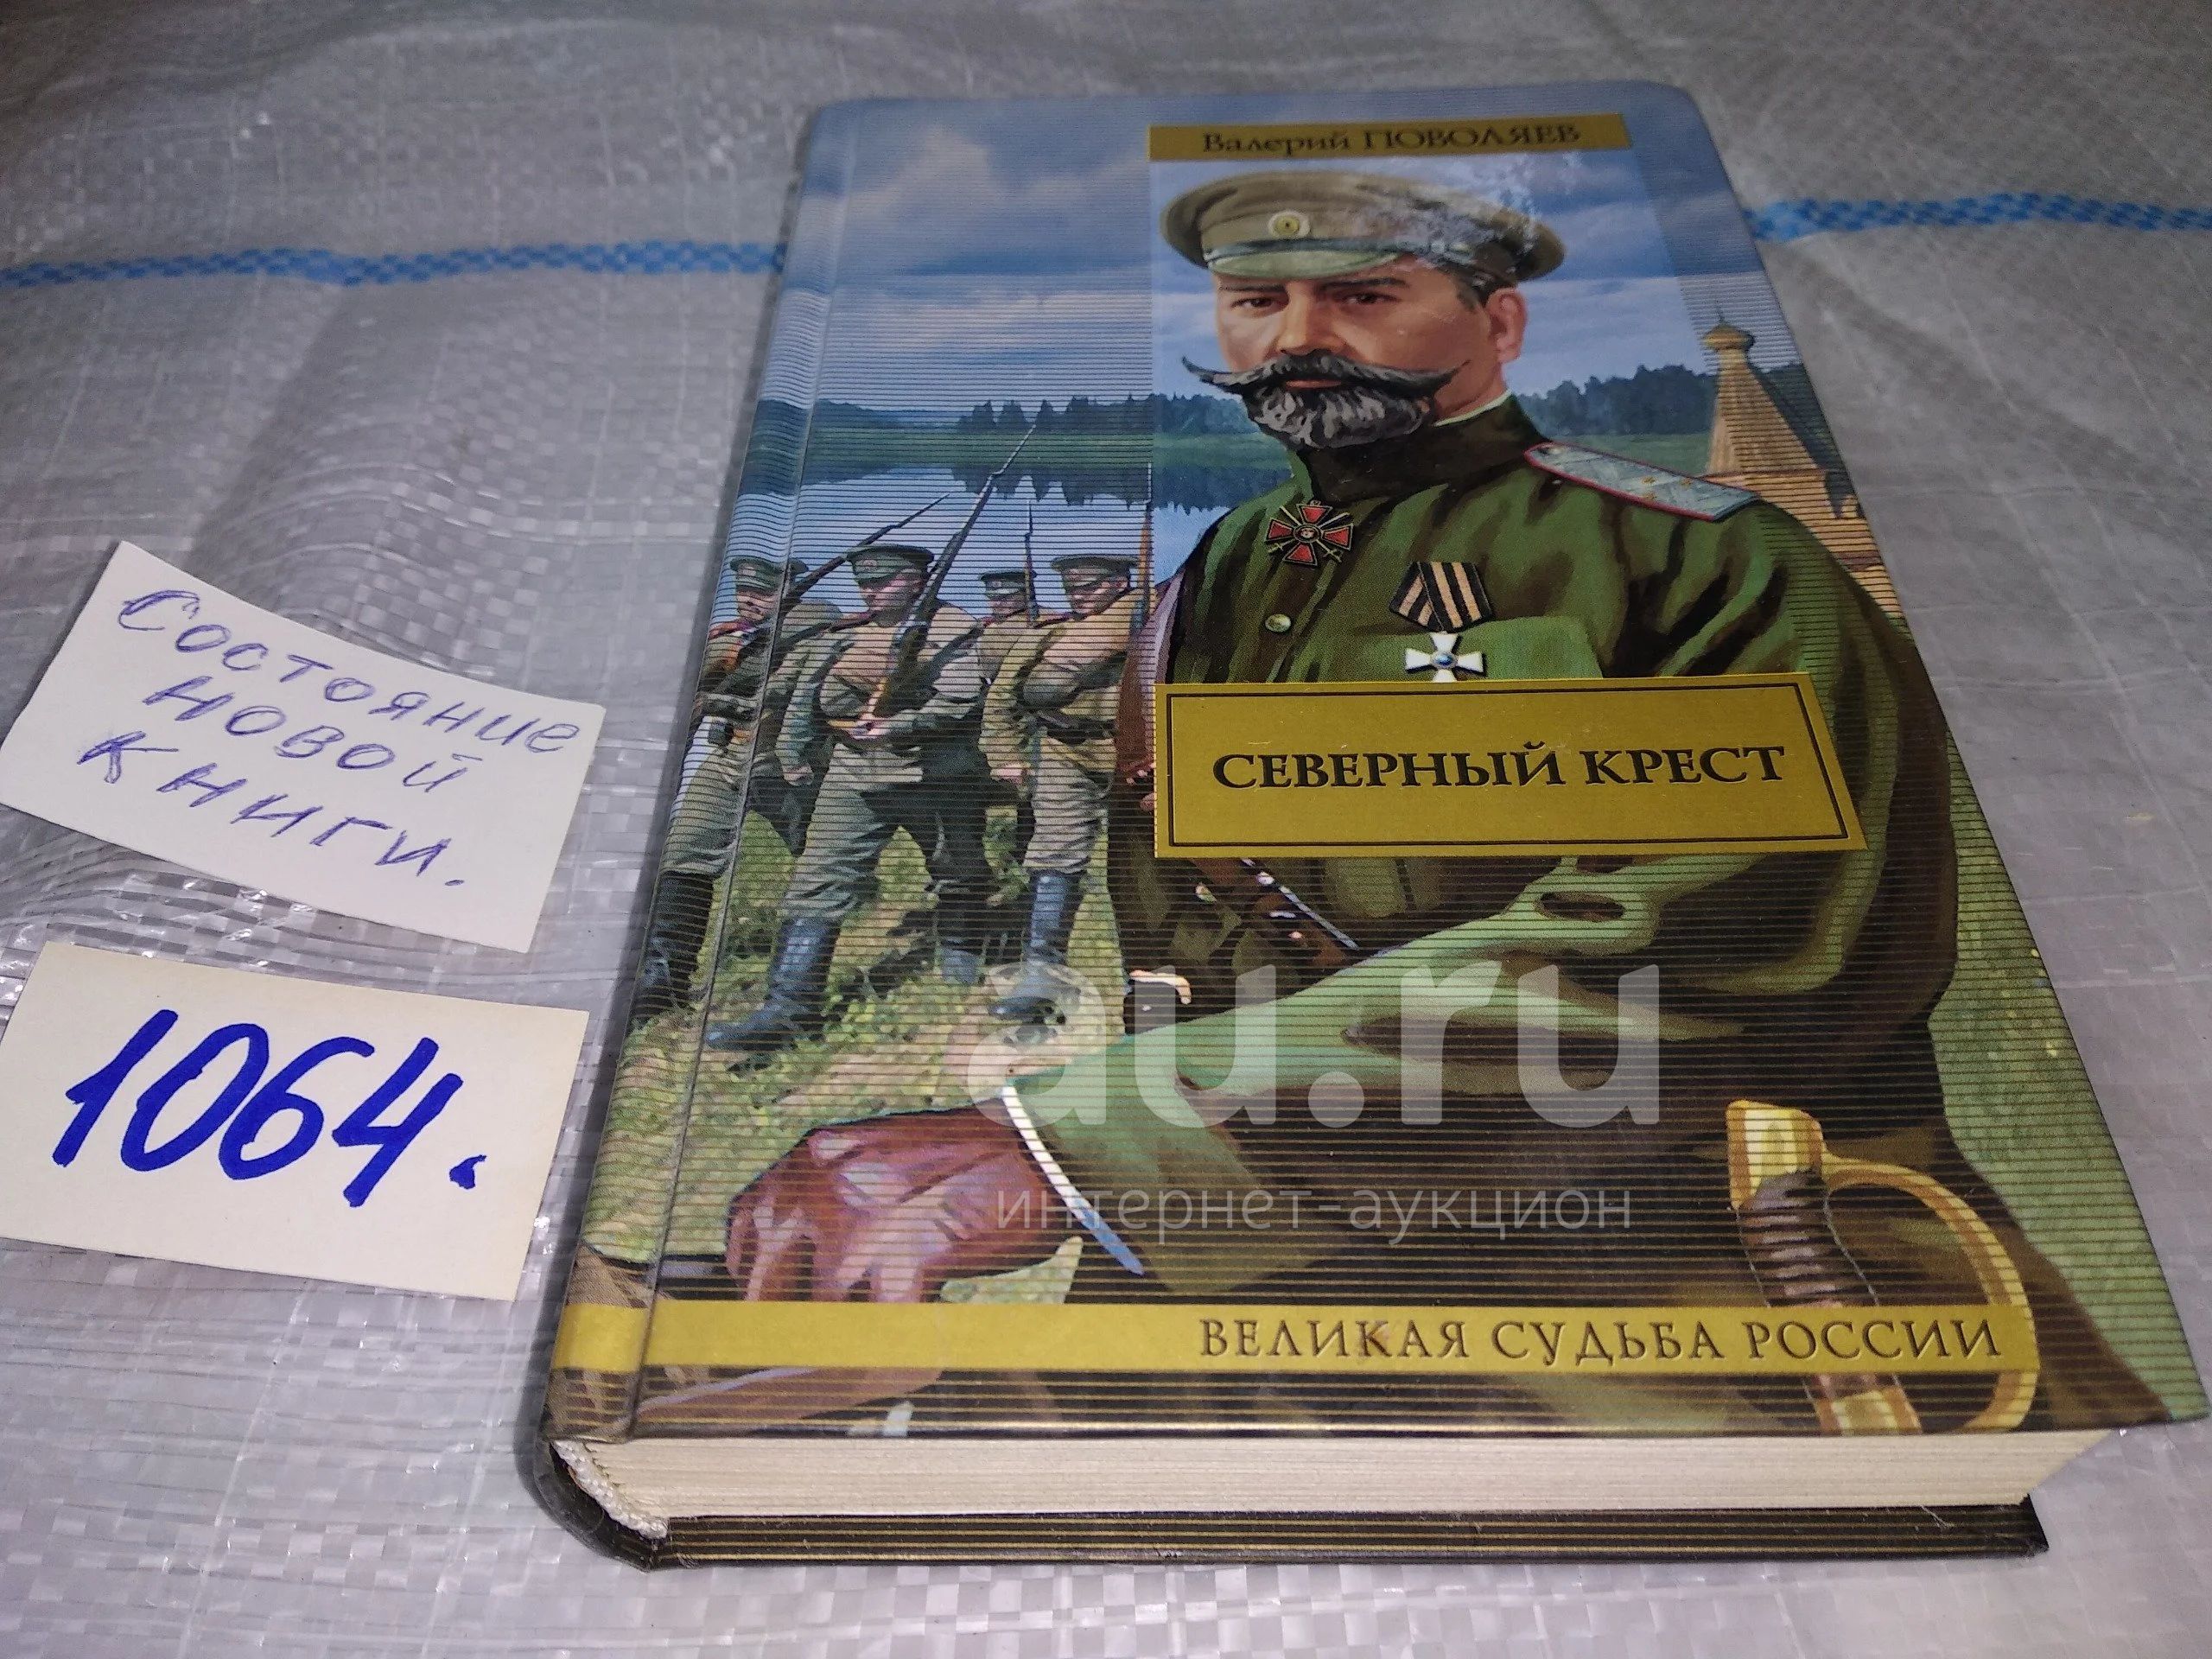 Валерий ПОВОЛЯЕВ
СЕВЕРНЫЙ КРЕСТ
ВЕЛИКАЯ СУДЬБА РОССИИ
Состояние
новой
книги.
1064.
au.ru
интернет-аукцион